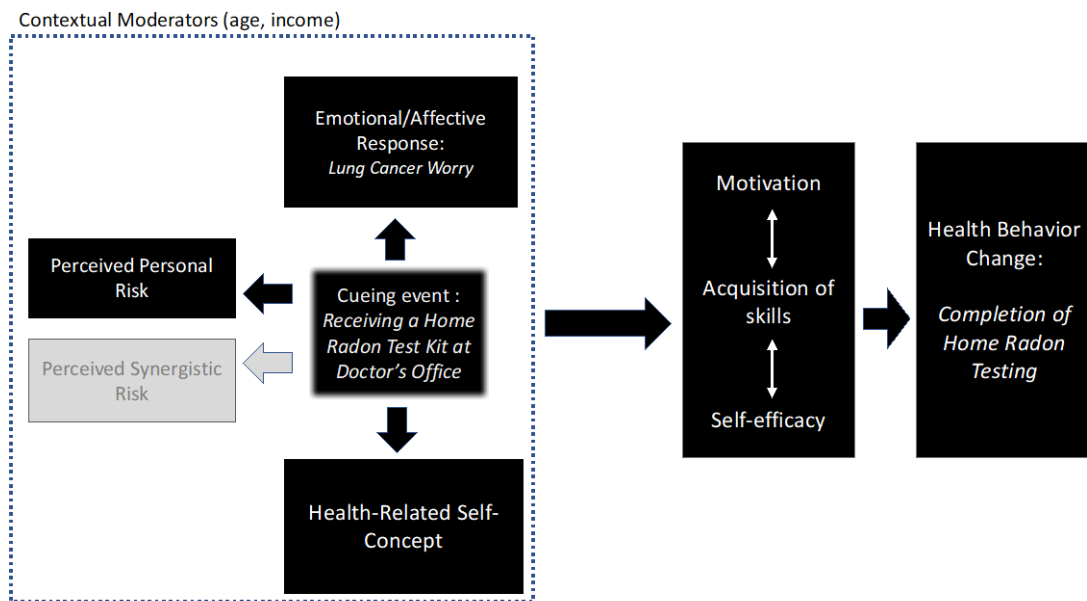 Contextual Moderators (age, income)
Emotional/Affective
Response:
Lung Cancer Worry
Perceived Personal
Risk
Perceived Synergistic
Risk
Cueing event :
Receiving a Home
Radon Test Kit at
Doctor’s Office
Health-Related Self-
Concept
Motivation
Acquisition of
skills
Self-efficacy
Health Behavior
Change:
Completion of
Home Radon
Testing